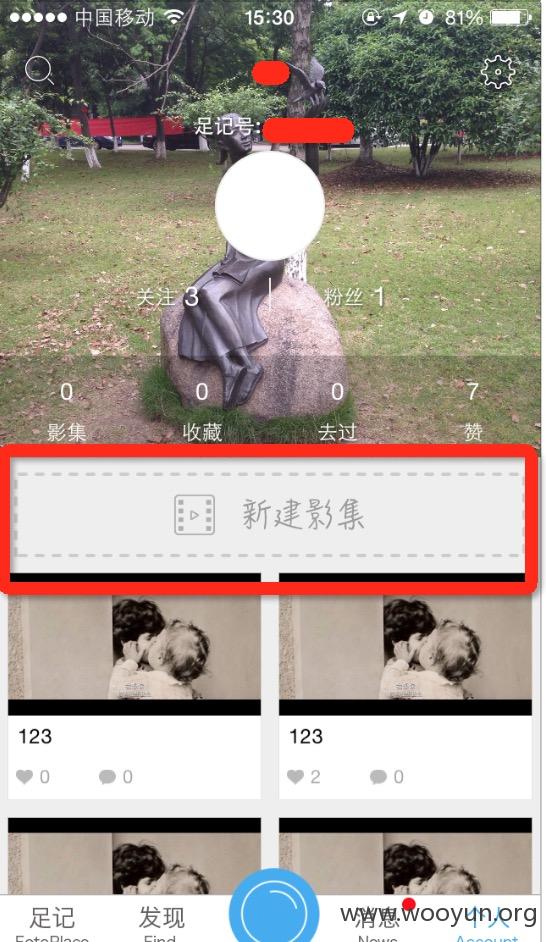 中国移动 15:30 81%
足记号:
关注 3 粉丝 1
0 0 0 7
影集 收藏 去过 赞
新建影集
123 123
0 0 2 0
足记 发现 消息 个人
FotoPlace Find News Account
www.wooyun.org